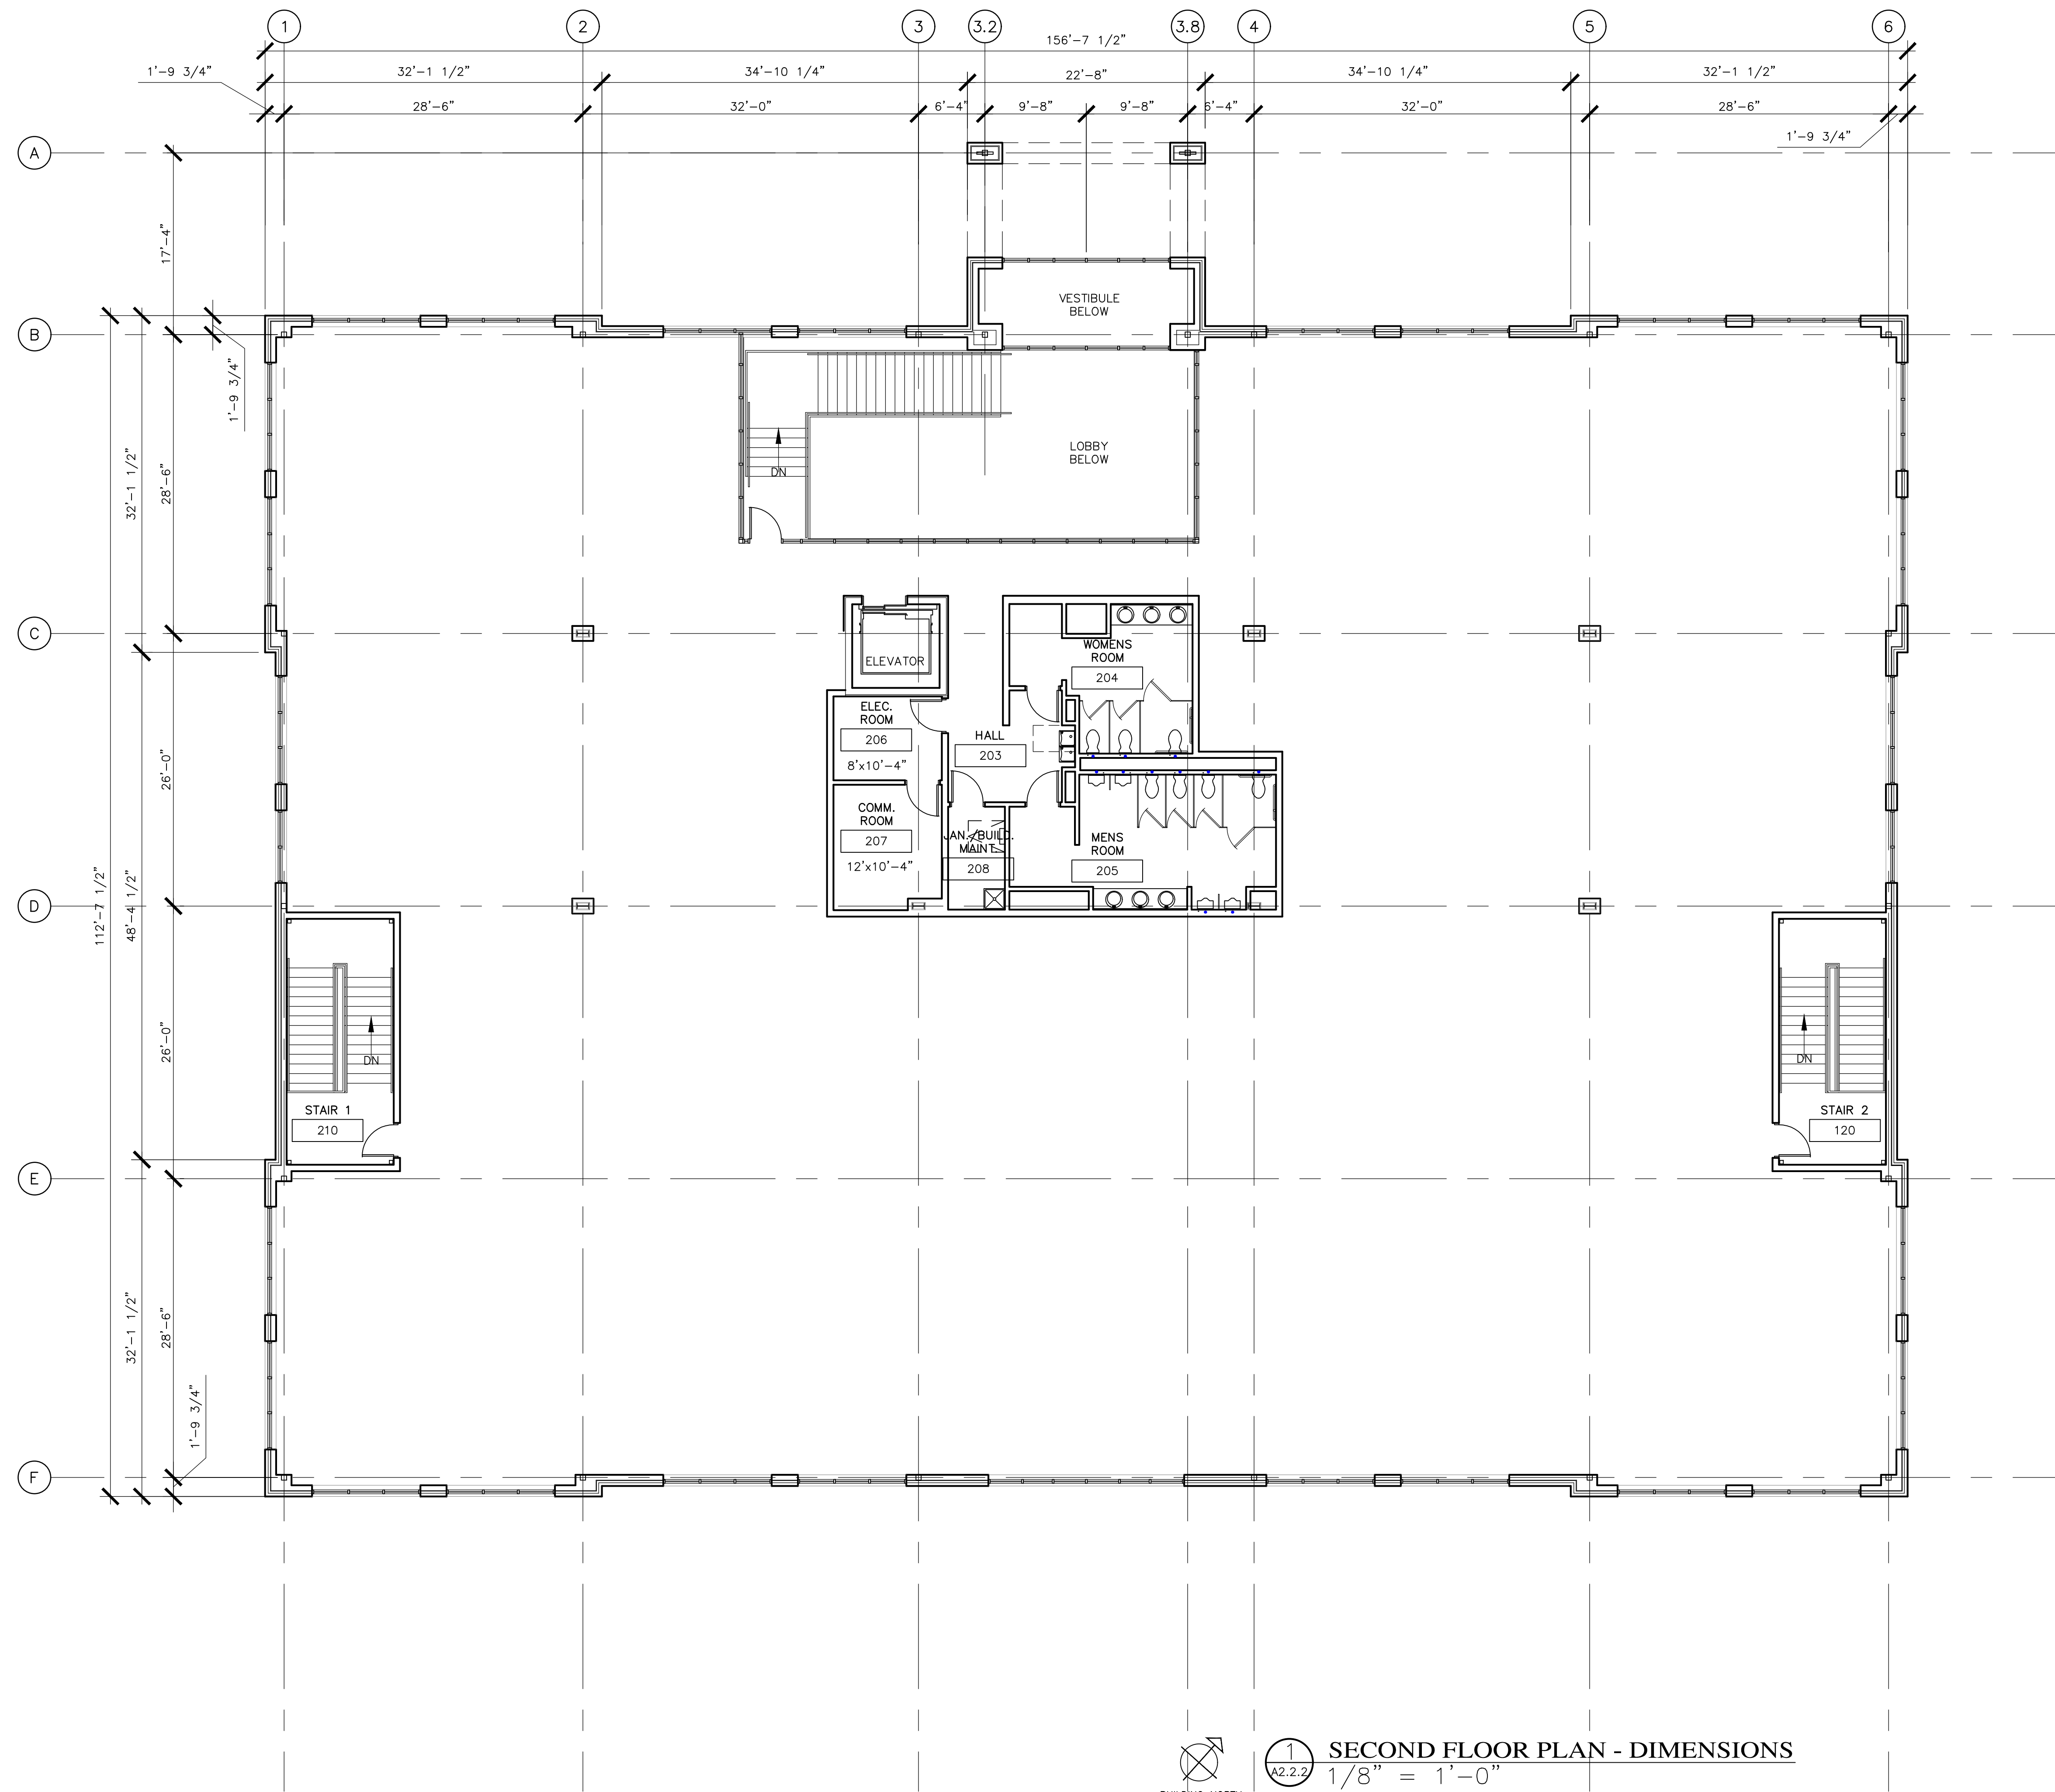 1
2
3
3.2
3.8
4
5
6
156'-7 1/2"
1'-9 3/4"
32'-1 1/2"
34'-10 1/4"
22'-8"
34'-10 1/4"
32'-1 1/2"
28'-6"
32'-0"
6'-4"
9'-8"
9'-8"
6'-4"
32'-0"
28'-6"
1'-9 3/4"
A
17'-4"
B
VESTIBULE
BELOW
1'-9 3/4"
LOBBY
BELOW
DN
32'-1 1/2"
28'-6"
C
ELEVATOR
WOMENS
ROOM
204
ELEC.
ROOM
206
8'x10'-4"
HALL
203
26'-0"
COMM.
ROOM
207
12'x10'-4"
JAN./BUILD.
MAINT.
208
MENS
ROOM
205
112'-7 1/2"
48'-4 1/2"
D
26'-0"
DN
DN
STAIR 1
210
STAIR 2
120
E
32'-1 1/2"
28'-6"
1'-9 3/4"
F
1
A2.2.2
SECOND FLOOR PLAN - DIMENSIONS
1/8" = 1'-0"